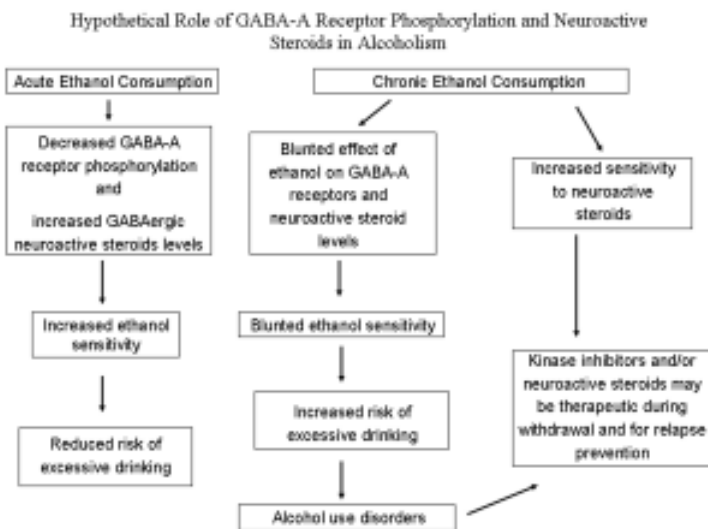 Hypothetical Role of GABA-A Receptor Phosphorylation and Neuroactive
Steroids in Alcoholism
Acute Ethanol Consumption
Decreased GABA-A
receptor phosphorylation
and
increased GABAergic
neuroactive steroids levels
Increased ethanol
sensitivity
Reduced risk of
excessive drinking
Chronic Ethanol Consumption
Blunted effect of
ethanol on GABA-A
receptors and
neuroactive steroid
levels
Blunted ethanol sensitivity
Increased risk of
excessive drinking
Alcohol use disorders
Increased sensitivity
to neuroactive
steroids
Kinase inhibitors and/or
neuroactive steroids may
be therapeutic during
withdrawal and for relapse
prevention